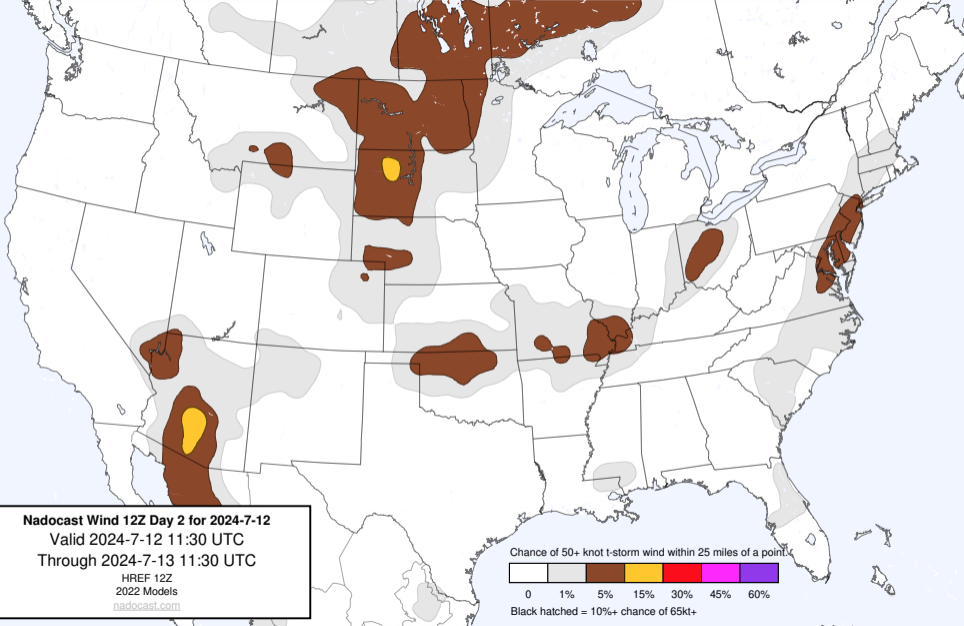 Nadocast Wind 12Z Day 2 for 2024-7-12
Valid 2024-7-12 11:30 UTC
Through 2024-7-13 11:30 UTC
HREF 12Z
2022 Models
nadocast.com
Chance of 50+ knot t-storm wind within 25 miles of a point.
0 1% 5% 15% 30% 45% 60%
Black hatched = 10%+ chance of 65kt+